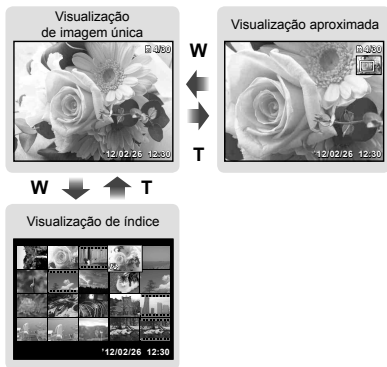 Visualização
de imagem única
4/30
'12/02/26 12:30
W
T
Visualização aproximada
4/30
'12/02/26 12:30
W T
Visualização de índice
'12/02/26 12:30